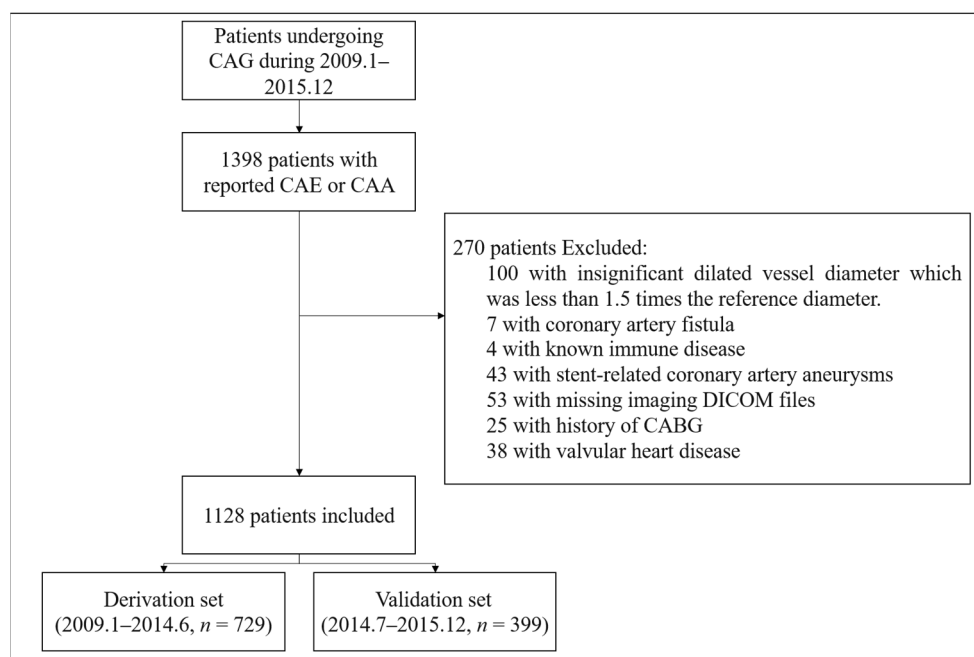 Patients undergoing
CAG during 2009.1–
2015.12
1398 patients with
reported CAE or CAA
270 patients Excluded:
100 with insignificant dilated vessel diameter which
was less than 1.5 times the reference diameter.
7 with coronary artery fistula
4 with known immune disease
43 with stent-related coronary artery aneurysms
53 with missing imaging DICOM files
25 with history of CABG
38 with valvular heart disease
1128 patients included
Derivation set
(2009.1–2014.6, n = 729)
Validation set
(2014.7–2015.12, n = 399)